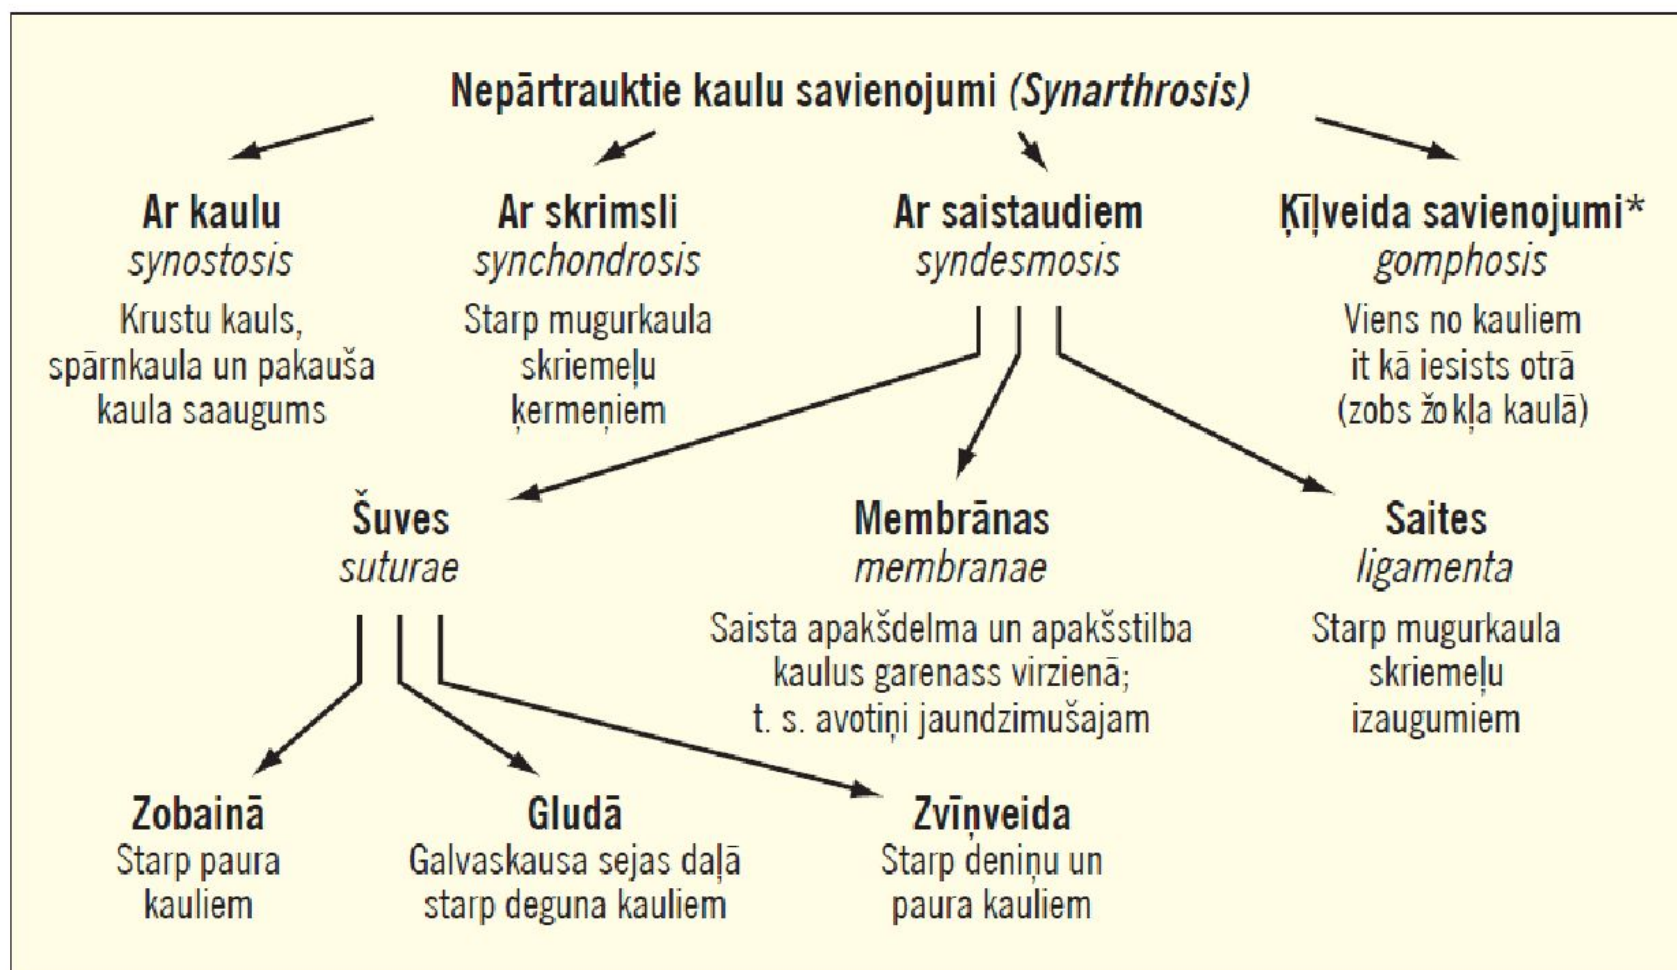 Nepārtrauktie kaulu savienojumi (Synarthrosis)
Ar kaulu
synostosis
Krustu kauls,
spārnkaula un pakauša
kaula saaugums
Ar skrimsli
synchondrosis
Starp mugurkaula
skriemeļu
ķermeņiem
Ar saistaudiem
syndesmosis
Ķīļveida savienojumi*
gomphosis
Viens no kauliem
it kā iesists otrā
(zobs žokļa kaulā)
Šuves
suturae
Membrānas
membranae
Saista apakšdelma un apakšstilba
kaulus garenass virzienā;
t. s. avotiņi jaundzimušajam
Saites
ligamenta
Starp mugurkaula
skriemeļu
izaugumiem
Zobainā
Starp paura
kauliem
Gludā
Galvaskausa sejas daļā
starp deguna kauliem
Zvīņveida
Starp deniņu un
paura kauliem